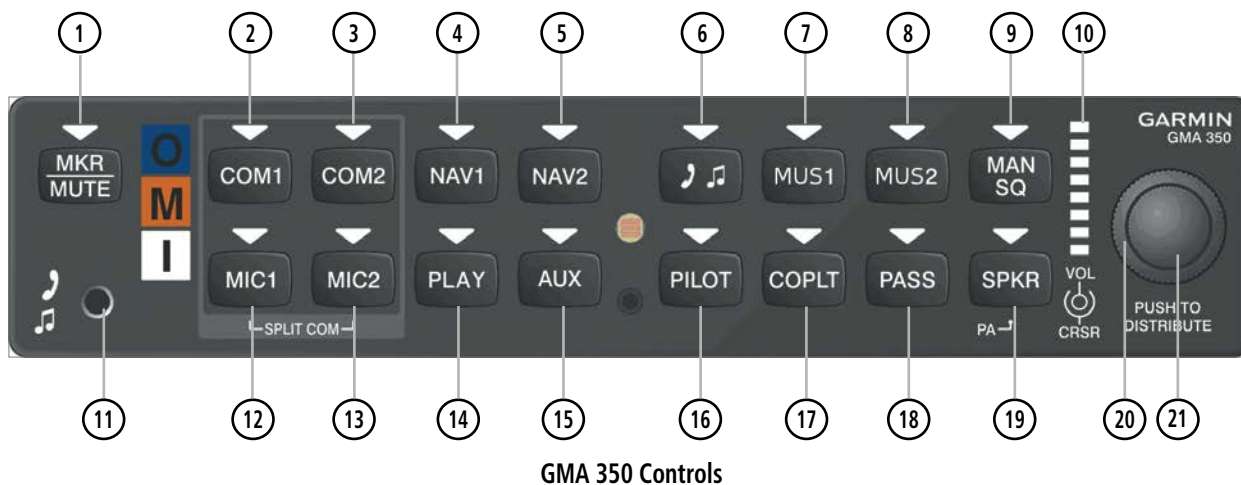 1 2 3 4 5 6 7 8 9 10
GARMIN
GMA 350
MKR
MUTE
O
M
I
COM1 COM2 NAV1 NAV2 MUS1 MUS2 MAN
SQ
MIC1 MIC2 PLAY AUX PILOT COPLT PASS SPKR
VOL
CRSR
PUSH TO
DISTRIBUTE
SPLIT COM
PA
11 12 13 14 15 16 17 18 19 20 21
GMA 350 Controls